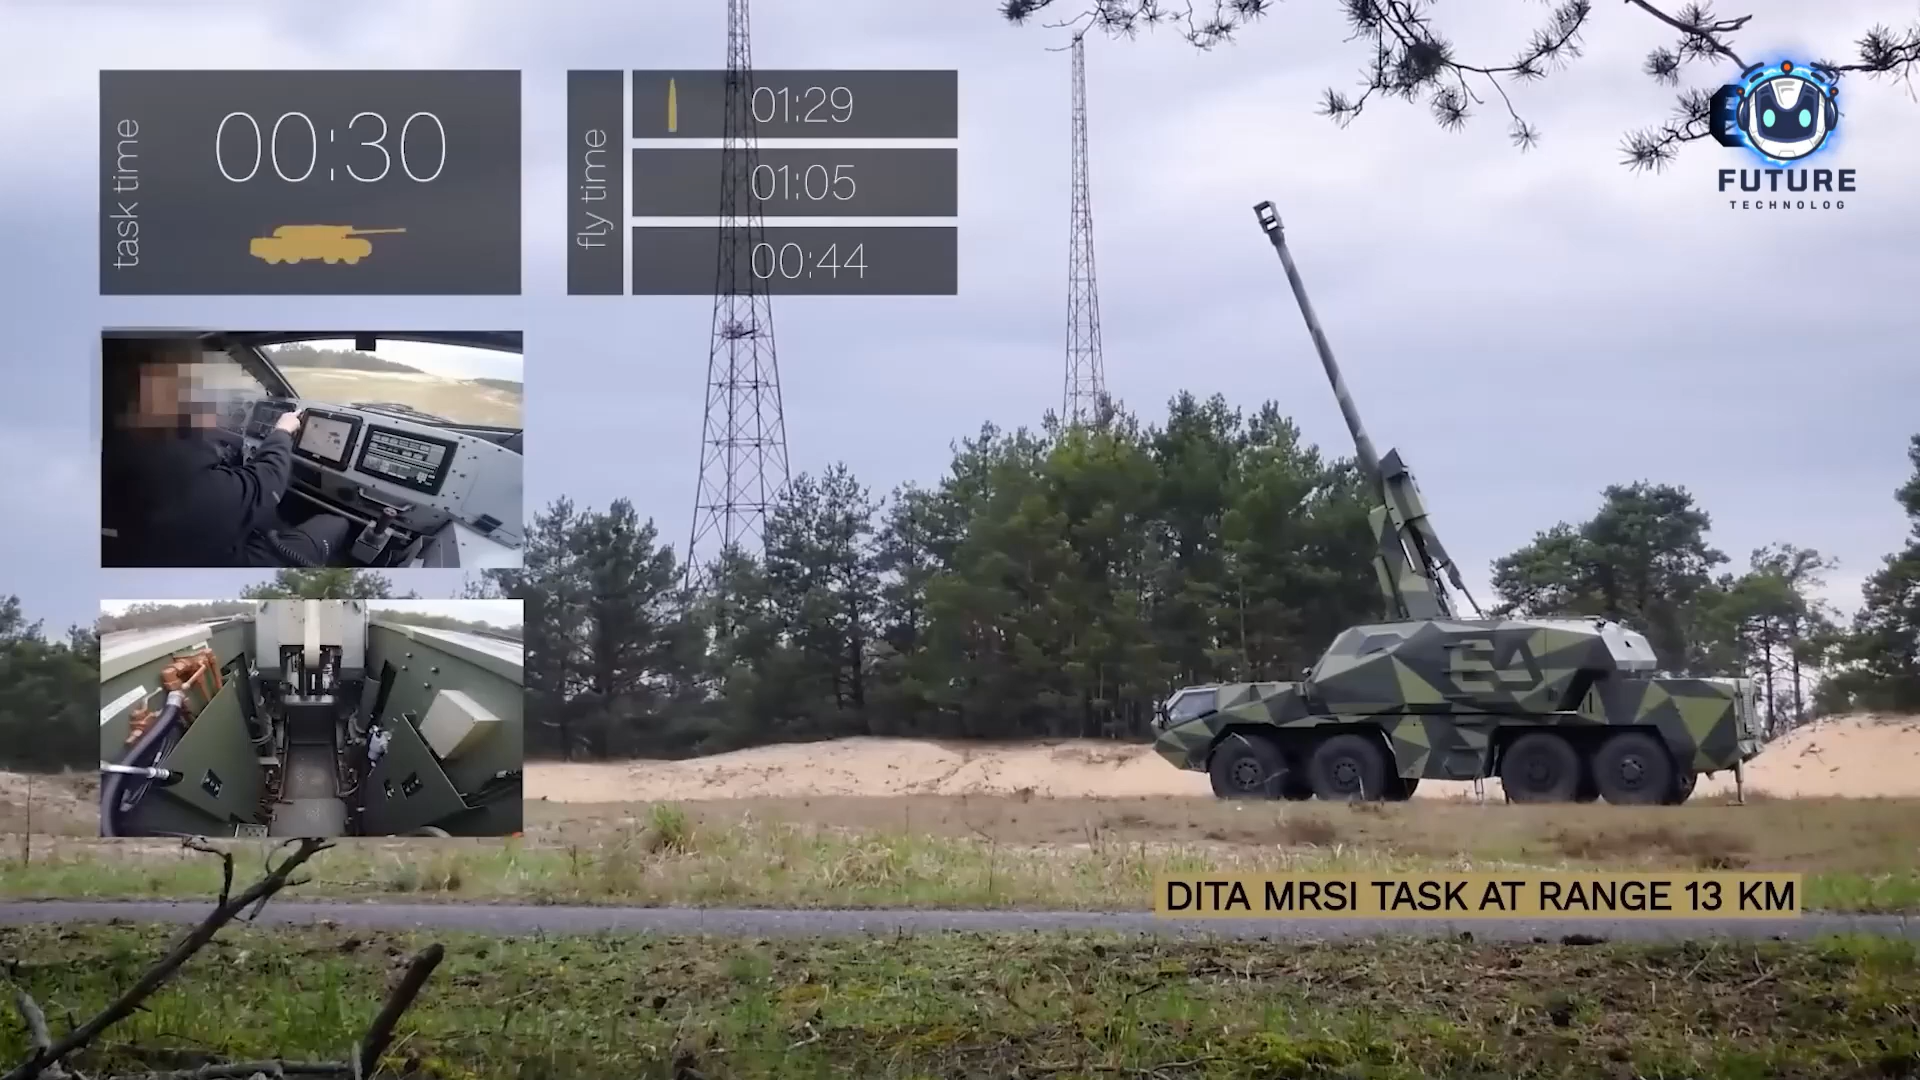 task time
00:30
fly time
01:29
01:05
00:44
FUTURE
TECHNOLOG
EA
DITA MRSI TASK AT RANGE 13 KM